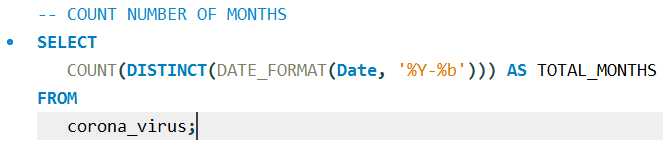 -- COUNT NUMBER OF MONTHS
SELECT
COUNT(DISTINCT(DATE_FORMAT(Date, '%Y-%b'))) AS TOTAL_MONTHS
FROM
corona_virus;